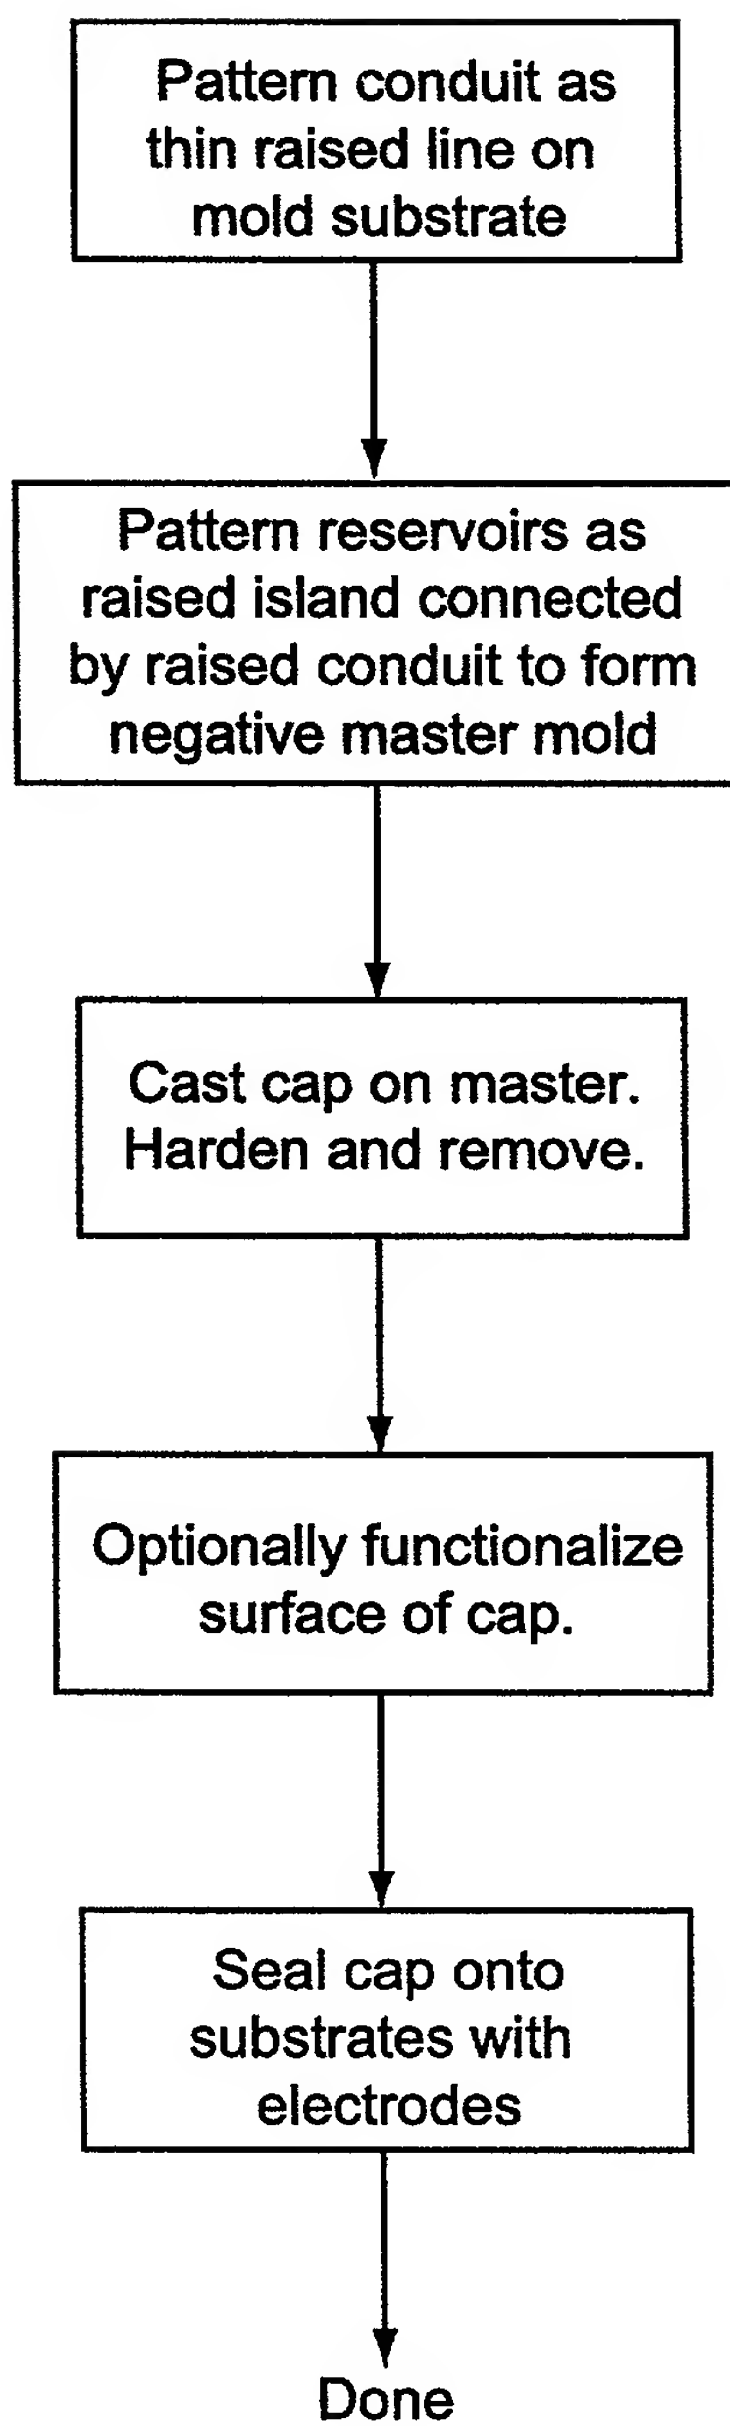 Pattern conduit as
thin raised line on
mold substrate
Pattern reservoirs as
raised island connected
by raised conduit to form
negative master mold
Cast cap on master.
Harden and remove.
Optionally functionalize
surface of cap.
Seal cap onto
substrates with
electrodes
Done